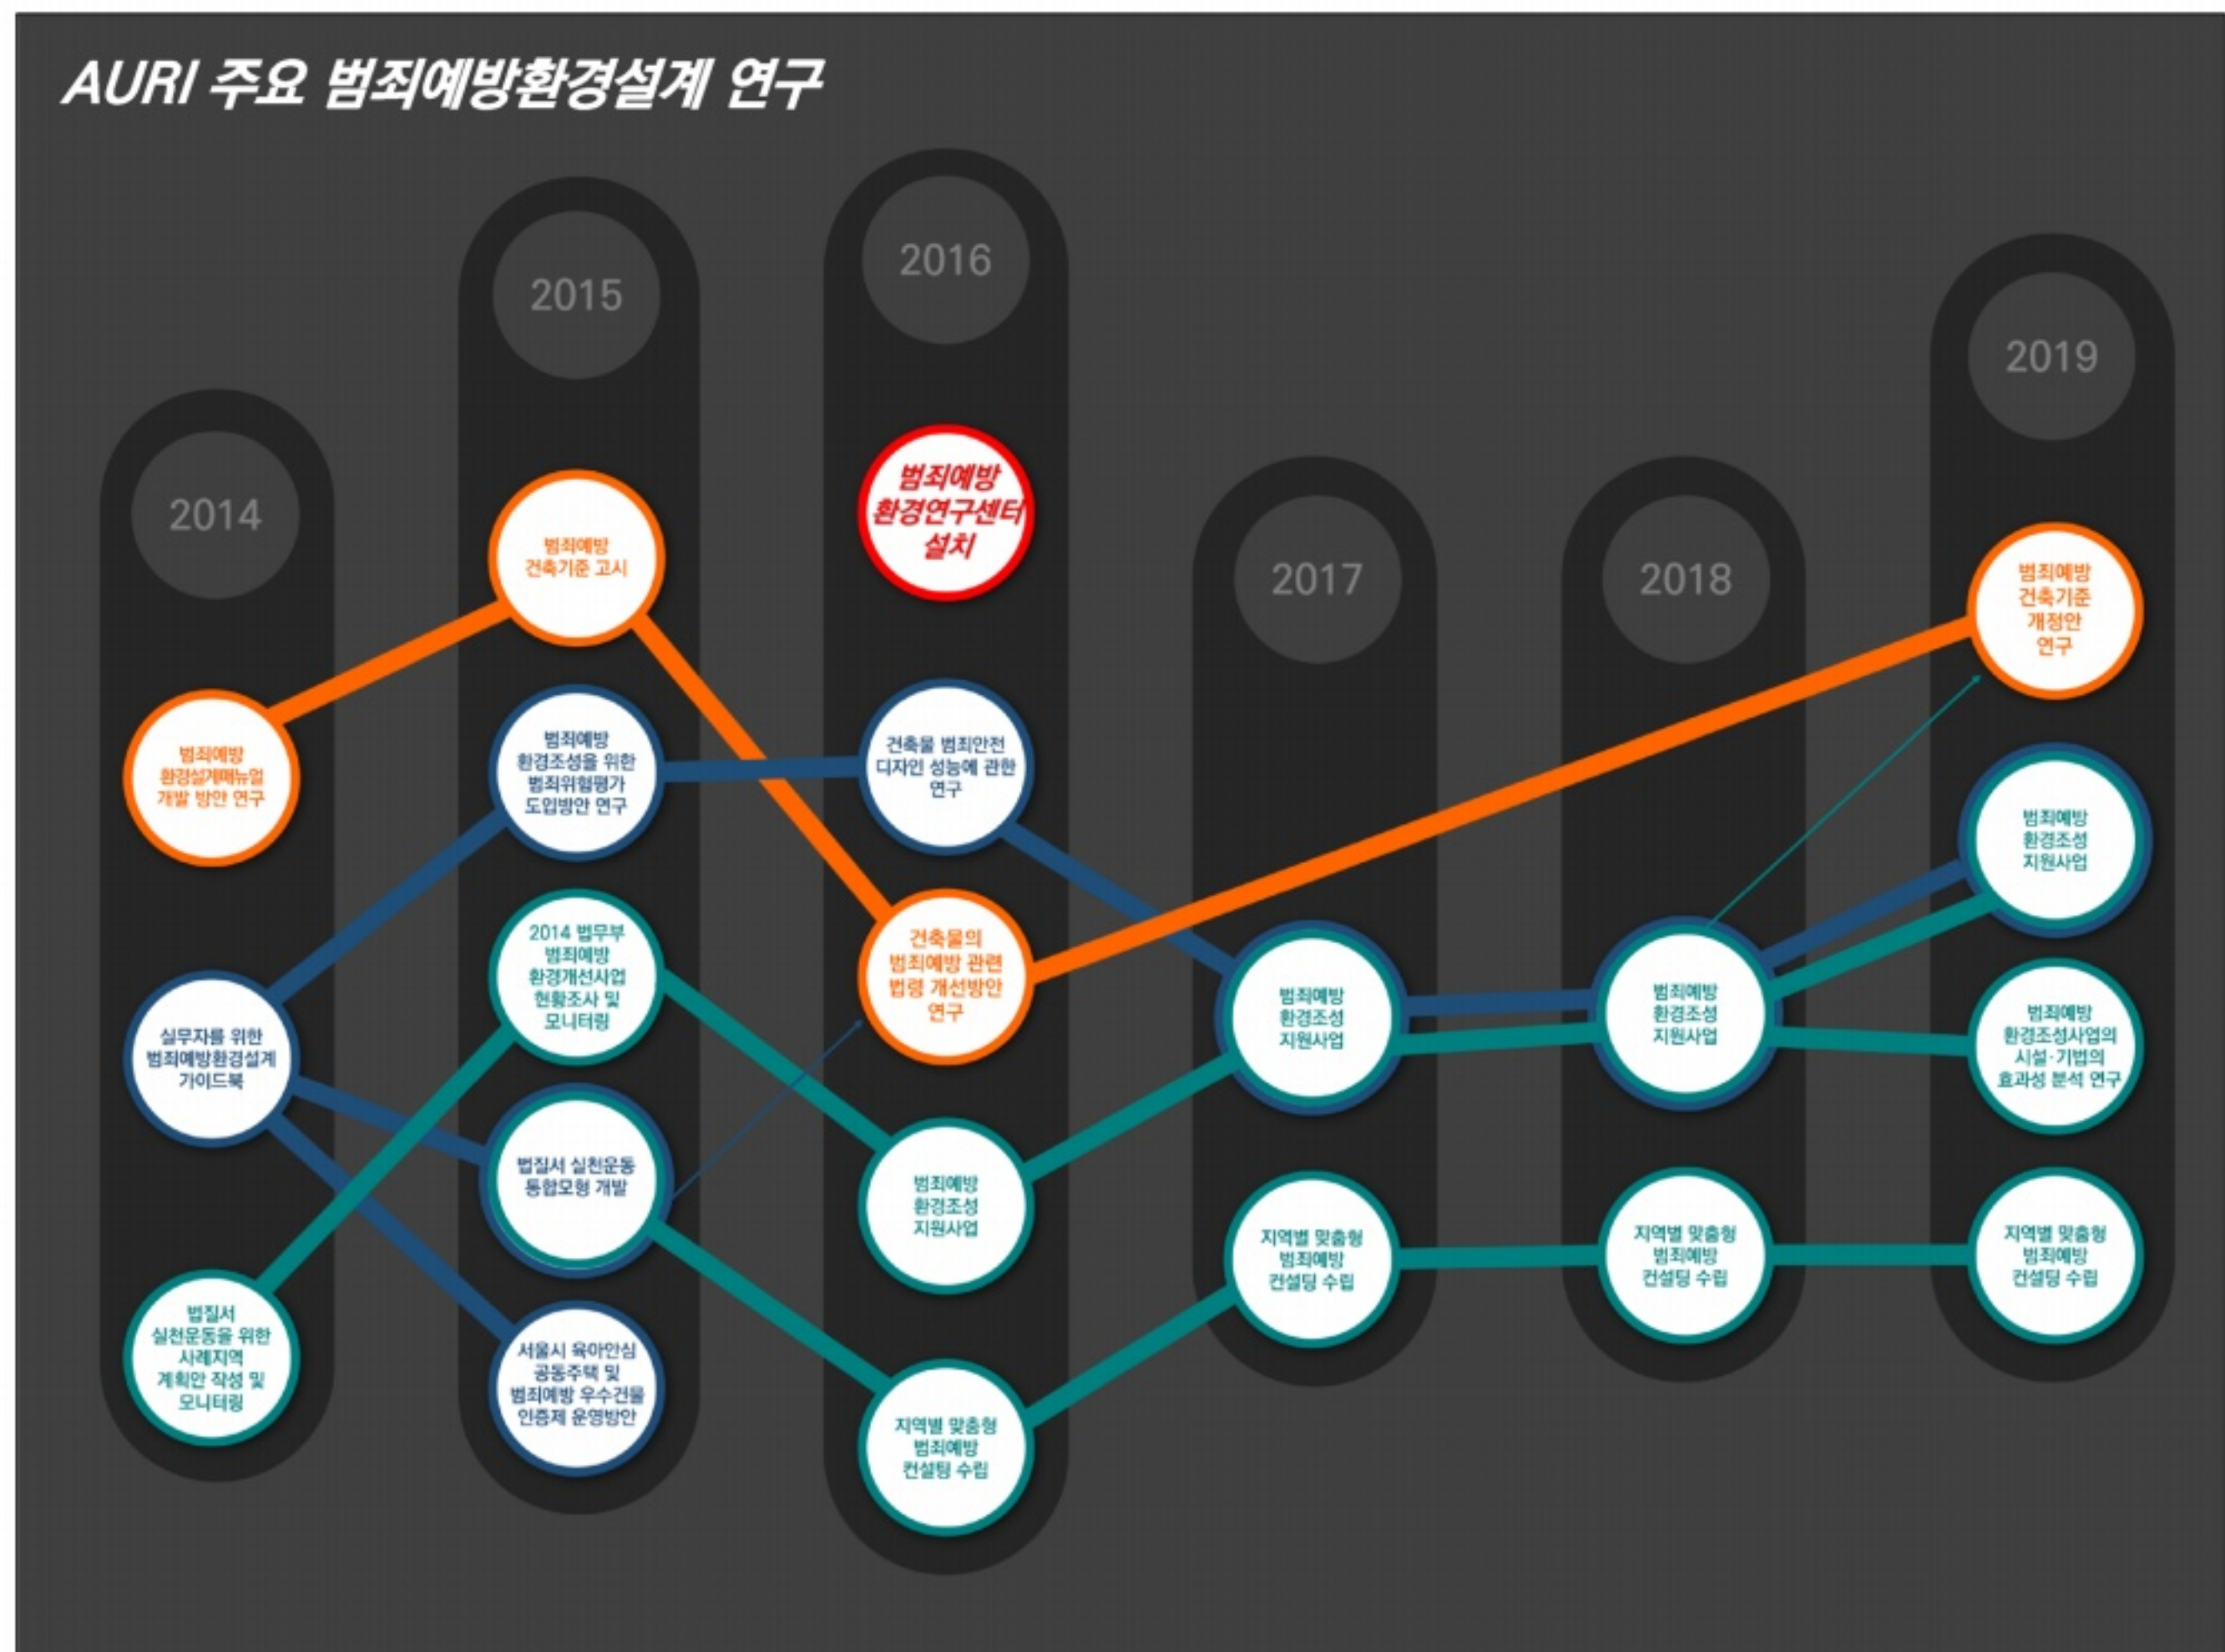 AURI 주요 범죄예방환경설계 연구
2014
범죄예방
환경설계매뉴얼
개발 방안 연구
실무자를 위한
범죄예방환경설계
가이드북
법질서
실천운동을 위한
사례지역
계획안 작성 및
모니터링
2015
범죄예방
건축기준 고시
범죄예방
환경조성을 위한
범죄위험평가
도입방안 연구
2014 법무부
범죄예방
환경개선사업
현황조사 및
모니터링
법질서 실천운동
통합모형 개발
서울시 육아안심
공동주택 및
범죄예방 우수건물
인증제 운영방안
2016
범죄예방
환경연구센터
설치
건축물 범죄안전
디자인 성능에 관한
연구
건축물의
범죄예방 관련
법령 개선방안
연구
범죄예방
환경조성
지원사업
지역별 맞춤형
범죄예방
컨설팅 수립
2017
범죄예방
환경조성
지원사업
지역별 맞춤형
범죄예방
컨설팅 수립
2018
범죄예방
환경조성
지원사업
지역별 맞춤형
범죄예방
컨설팅 수립
2019
범죄예방
건축기준
개정안
연구
범죄예방
환경조성
지원사업
범죄예방
환경조성사업의
시설·기법의
효과성 분석 연구
지역별 맞춤형
범죄예방
컨설팅 수립